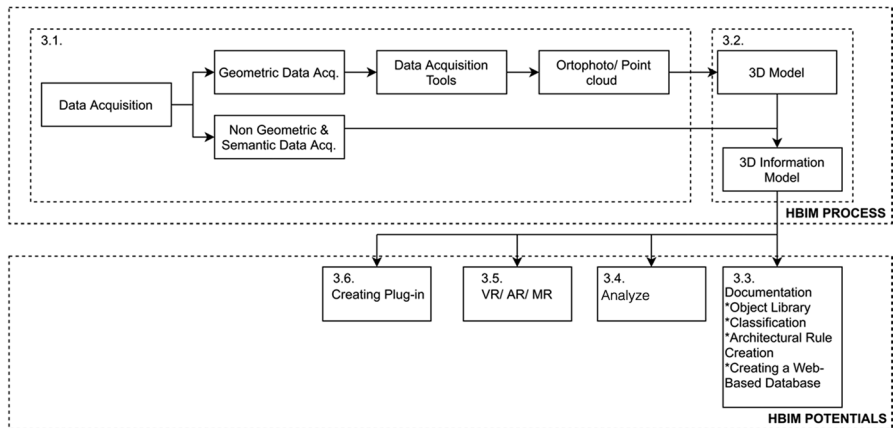 3.1.
Data Acquisition
Geometric Data Acq.
Data Acquisition
Tools
Ortophoto/ Point
cloud
Non Geometric &
Semantic Data Acq.
3.2.
3D Model
3D Information
Model
HBIM PROCESS
3.6.
Creating Plug-in
3.5.
VR/ AR/ MR
3.4.
Analyze
3.3.
Documentation
*Object Library
*Classification
*Architectural Rule
Creation
*Creating a Web-
Based Database
HBIM POTENTIALS